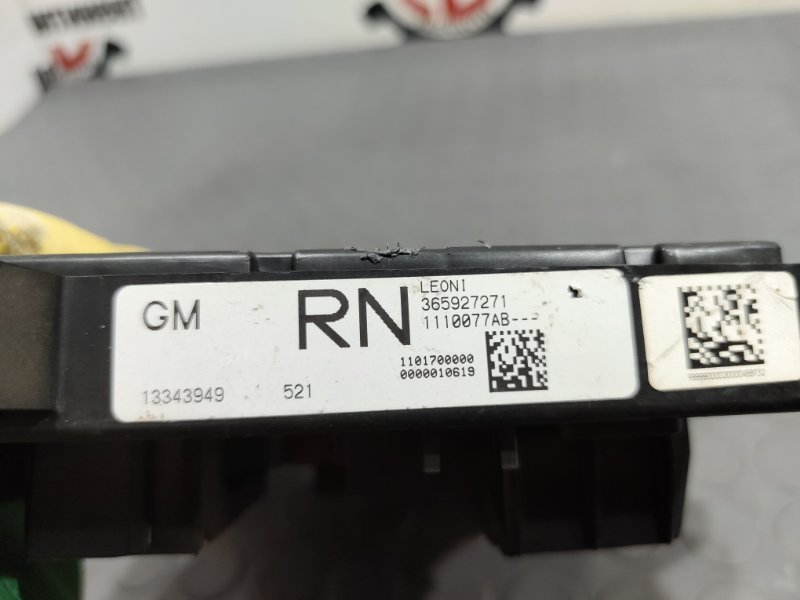 GM
RN
LEONI
365927271
1110077AB---
1101700000
0000010619
13343949
521